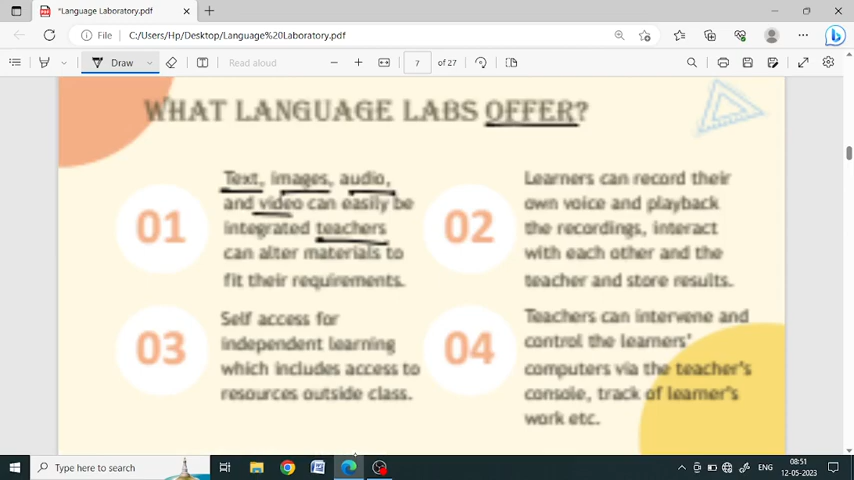 *Language Laboratory.pdf
File
C:/Users/Hp/Desktop/Language%20Laboratory.pdf
Draw
Read aloud
7
of 27
WHAT LANGUAGE LABS OFFER?
01
Text, images, audio,
and video can easily be
integrated teachers
can alter materials to
fit their requirements.
02
Learners can record their
own voice and playback
the recordings, interact
with each other and the
teacher and store results.
03
Self access for
independent learning
which includes access to
resources outside class.
04
Teachers can intervene and
control the learners'
computers via the teacher's
console, track of learner's
work etc.
Type here to search
ENG
08:51
12-05-2023